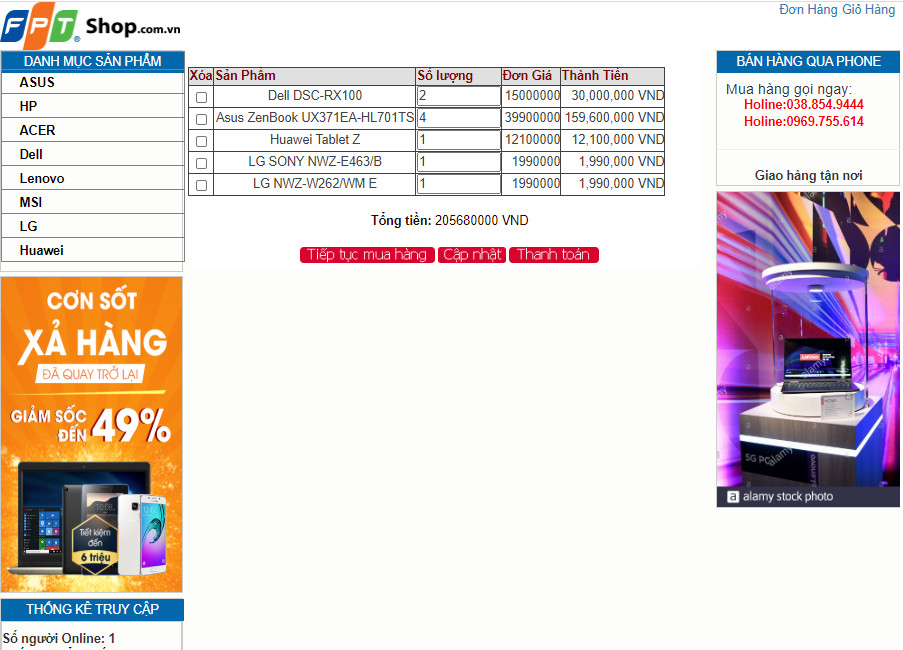 Đơn Hàng Giỏ Hàng
FPT® Shop.com.vn
DANH MỤC SẢN PHẨM
ASUS
HP
ACER
Dell
Lenovo
MSI
LG
Huawei
CƠN SỐT
XẢ HÀNG
ĐÃ QUAY TRỞ LẠI
GIẢM SỐC
ĐẾN 49%
Tiết kiệm
đến
6 triệu
THỐNG KÊ TRUY CẬP
Số người Online: 1
Xóa Sản Phẩm Số lượng Đơn Giá Thành Tiền
Dell DSC-RX100 2 15000000 30,000,000 VND
Asus ZenBook UX371EA-HL701TS 4 39900000 159,600,000 VND
Huawei Tablet Z 1 12100000 12,100,000 VND
LG SONY NWZ-E463/B 1 1990000 1,990,000 VND
LG NWZ-W262/WM E 1 1990000 1,990,000 VND
Tổng tiền: 205680000 VND
Tiếp tục mua hàng Cập nhật Thanh toán
BÁN HÀNG QUA PHONE
Mua hàng gọi ngay:
Holine:038.854.9444
Holine:0969.755.614
Giao hàng tận nơi
5G PC
alamy
a alamy stock photo